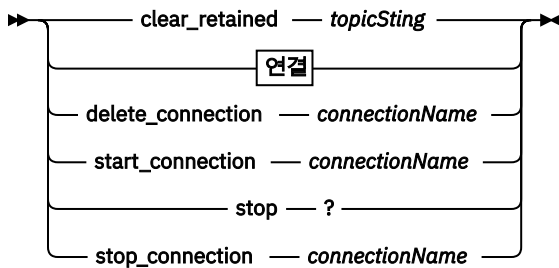 clear_retained topicSting
연결
delete_connection connectionName
start_connection connectionName
stop ?
stop_connection connectionName